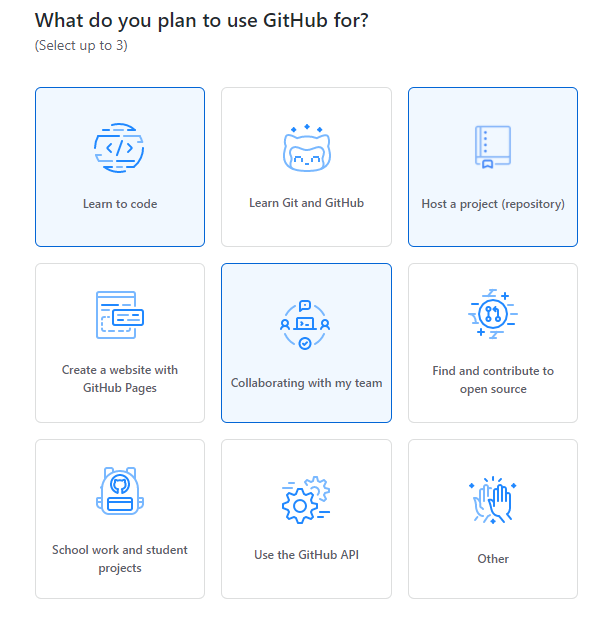 What do you plan to use GitHub for?
(Select up to 3)
Learn to code
Learn Git and GitHub
Host a project (repository)
Create a website with
GitHub Pages
Collaborating with my team
Find and contribute to
open source
School work and student
projects
Use the GitHub API
Other